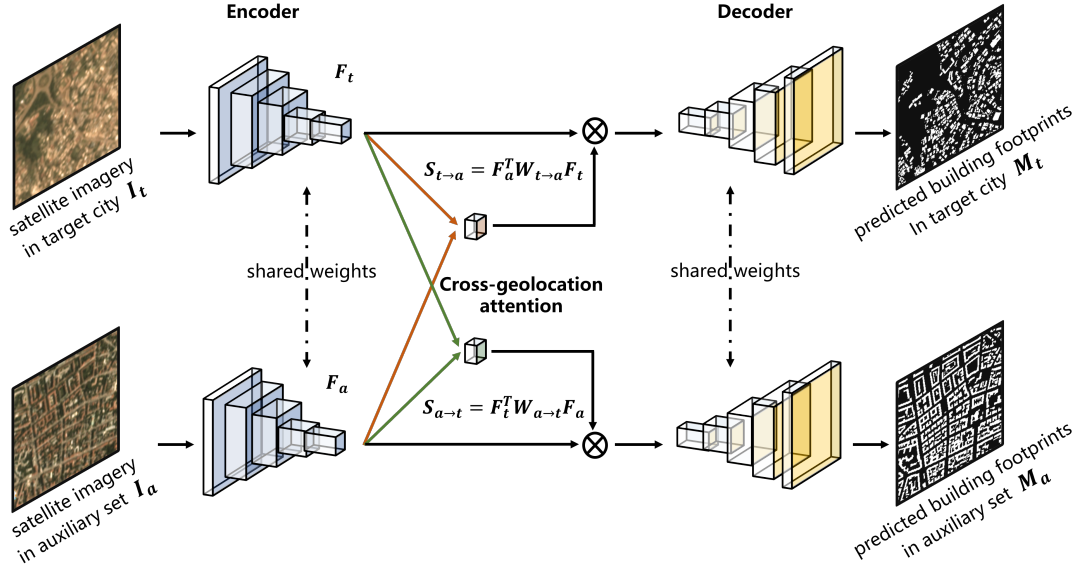 Encoder
Decoder
F_t
satellite imagery
in target city I_t
S_{t→a} = F_a^T W_{t→a} F_t
predicted building footprints
In target city M_t
shared weights
Cross-geolocation
attention
shared weights
F_a
S_{a→t} = F_t^T W_{a→t} F_a
satellite imagery
in auxiliary set I_a
predicted building footprints
in auxiliary set M_a